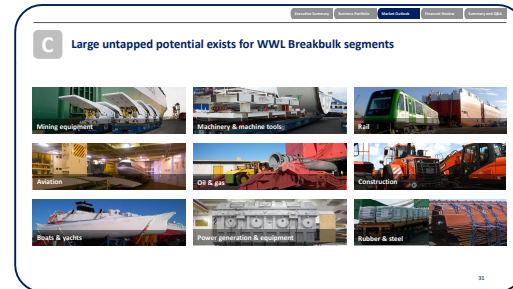 Executive Summary
Business Portfolio
Market Outlook
Financial Review
Summary and Q&A
C
Large untapped potential exists for WWL Breakbulk segments
Mining equipment
Machinery & machine tools
Rail
Aviation
Oil & gas
Construction
Boats & yachts
Power generation & equipment
Rubber & steel
31